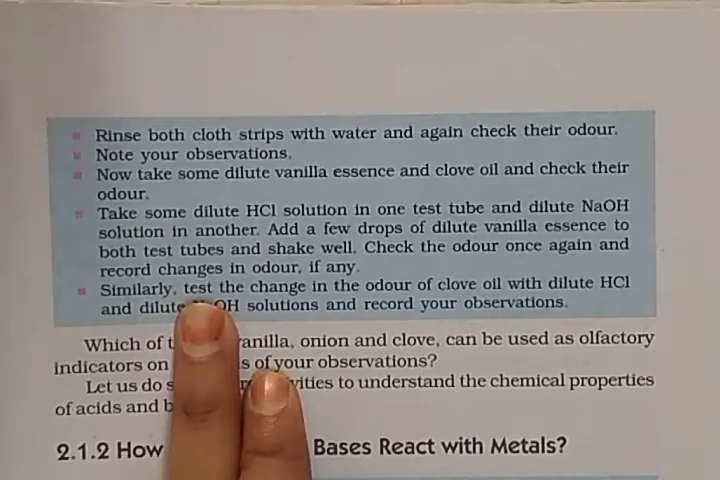 Rinse both cloth strips with water and again check their odour.
Note your observations.
Now take some dilute vanilla essence and clove oil and check their
odour.
Take some dilute HCl solution in one test tube and dilute NaOH
solution in another. Add a few drops of dilute vanilla essence to
both test tubes and shake well. Check the odour once again and
record changes in odour, if any.
Similarly, test the change in the odour of clove oil with dilute HCl
and dilute solutions and record your observations.
Which of vanilla, onion and clove, can be used as olfactory
indicators on of your observations?
Let us do to understand the chemical properties
of acids and
2.1.2 How Bases React with Metals?